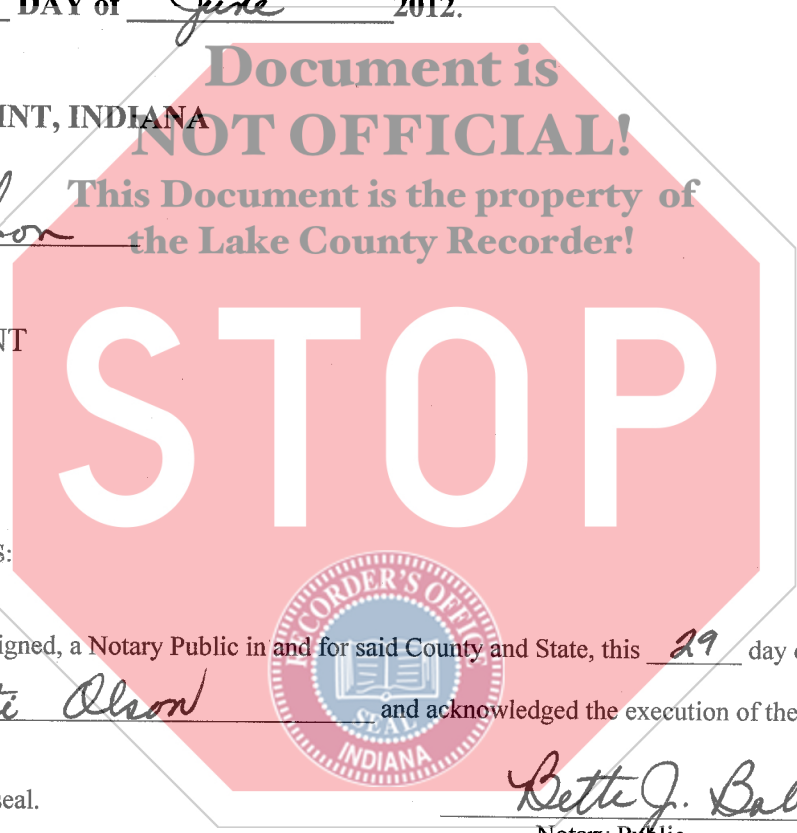 DAY of June 2012.
Document is
INT, INDIANA
NOT OFFICIAL!
This Document is the property of
the Lake County Recorder!
NT
STOP
S:
RECORDER'S OFFICE
SEAL
INDIANA
igned, a Notary Public in and for said County and State, this 29 day
Olson and acknowledged the execution of the
seal.
Bette J.
Notary Public